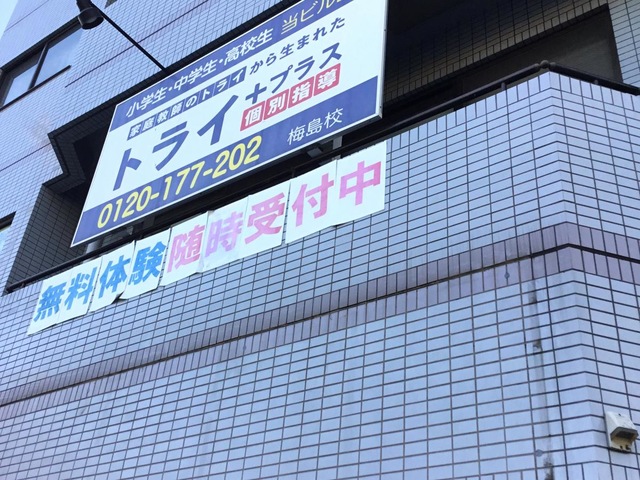 小学生・中学生・高校生 当ビル
家庭教師のトライから生まれた
トライ+プラス
個別指導
0120-177-202 梅島校
無料体験随時受付中